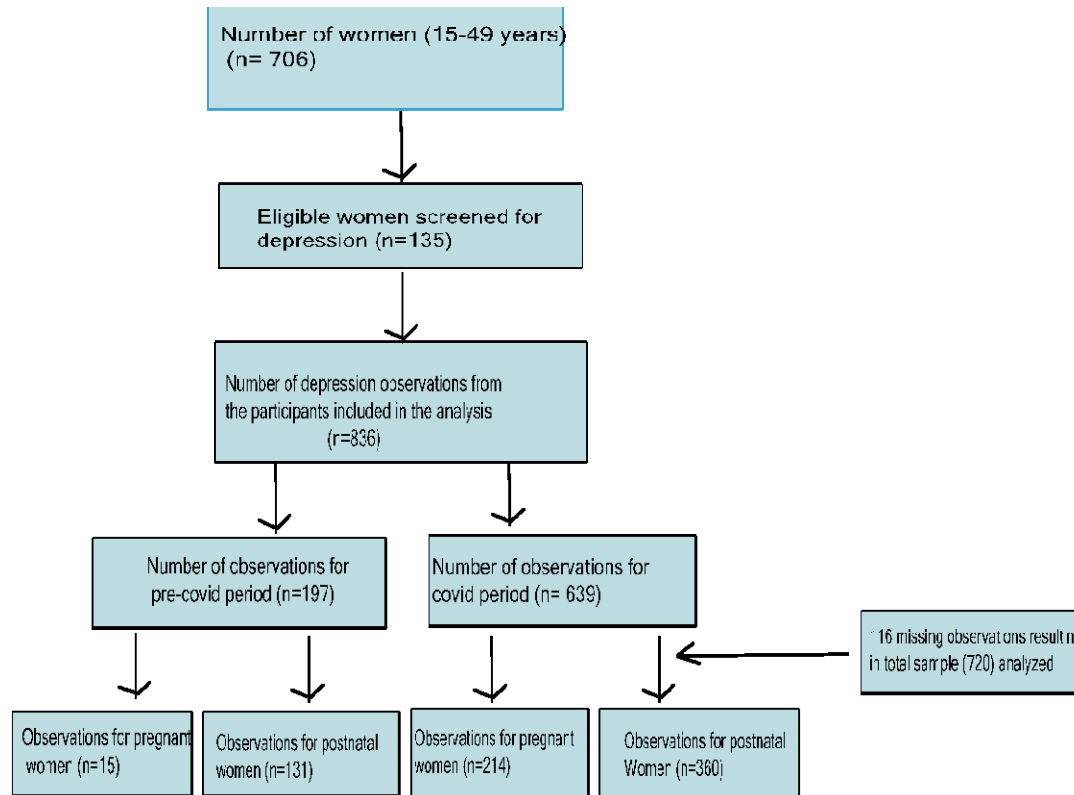 Number of women (15-49 years)
(n= 706)
Eligible women screened for
depression (n=135)
Number of depression observations from
the participants included in the analysis
(n=836)
Number of observations for
pre-covid period (n=197)
Number of observations for
covid period (n= 639)
116 missing observations resultin
in total sample (720) analyzed
Observations for pregnant
women (n=15)
Observations for postnatal
women (n=131)
Observations for pregnant
women (n=214)
Observations for postnatal
Women (n=360)